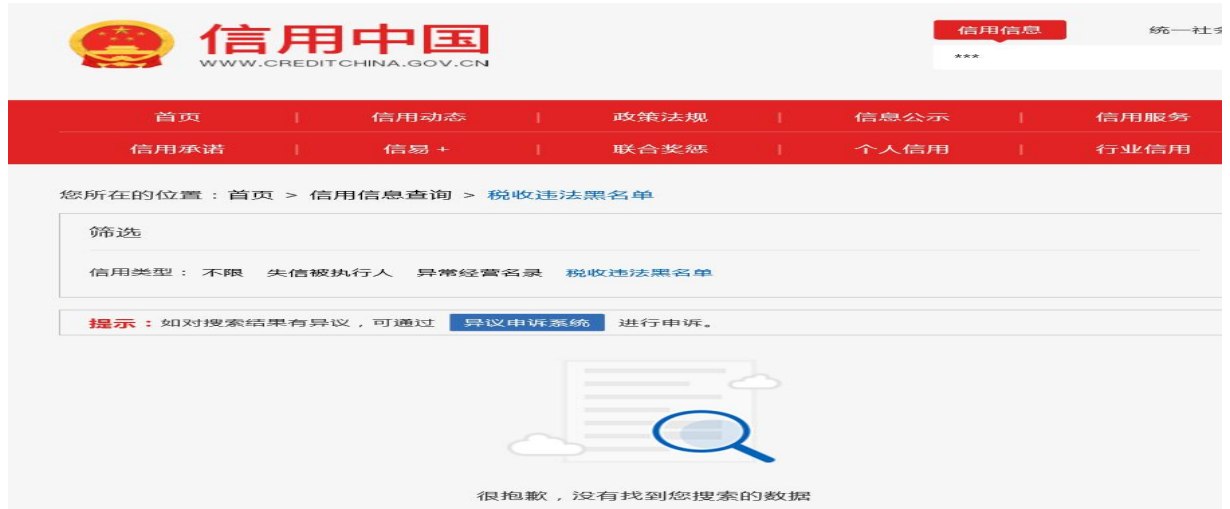 信用中国
WWW.CREDITCHINA.GOV.CN
信用信息 统一社
***
首页 | 信用动态 | 政策法规 | 信息公示 | 信用服务
信用承诺 | 信易+ | 联合奖惩 | 个人信用 | 行业信用
您所在的位置：首页 > 信用信息查询 > 税收违法黑名单
筛选
信用类型： 不限 失信被执行人 异常经营名录 税收违法黑名单
提示：如对搜索结果有异议，可通过 异议申诉系统 进行申诉。
很抱歉，没有找到您搜索的数据